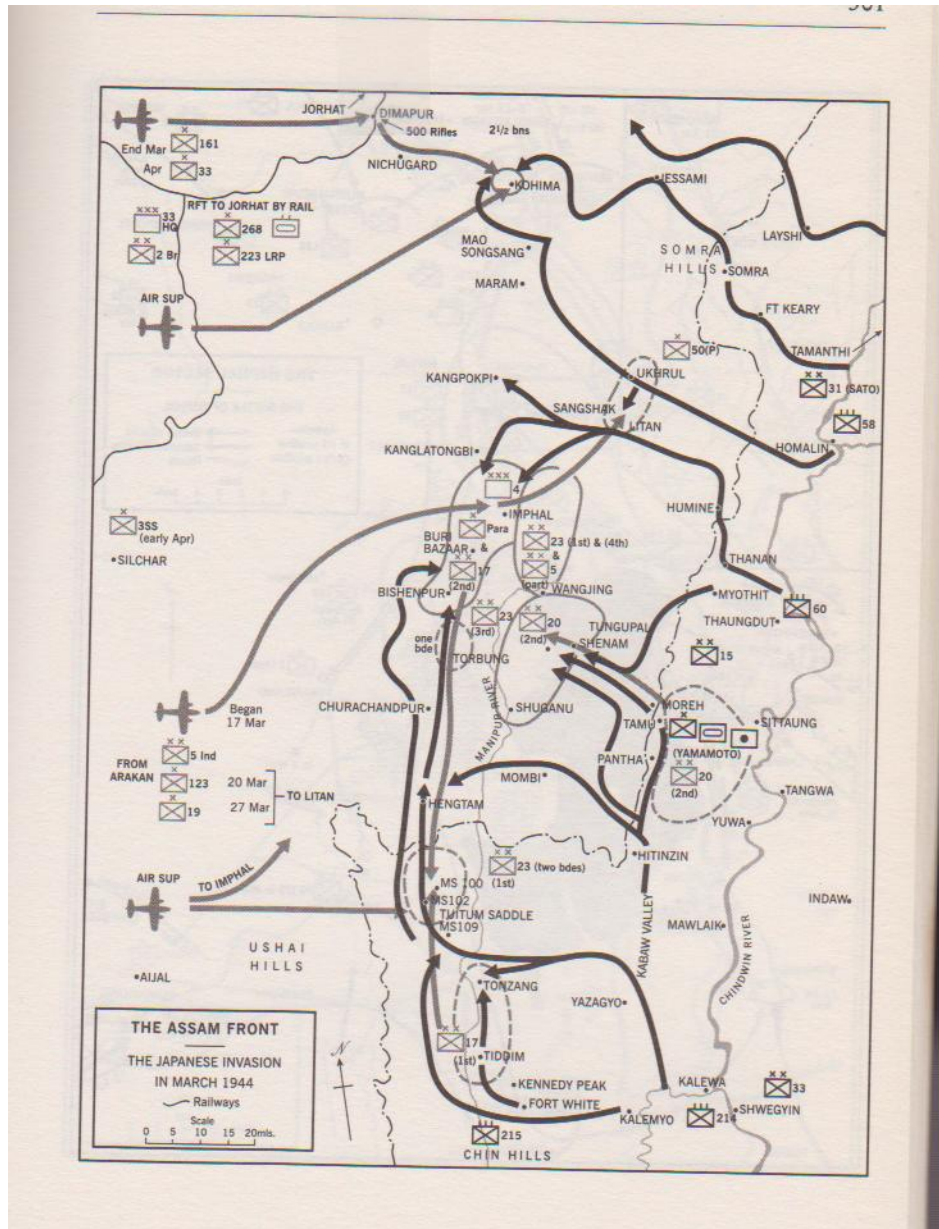 JORHAT
DIMAPUR
500 Rifles
2½ bns
End Mar
161
NICHUGARD
Apr
33
KOHIMA
JESSAMI
RFT TO JORHAT BY RAIL
33
HQ
268
2 Br
223 LRP
LAYSHI
MAO
SONGSANG
SOMRA
HILLS
SOMRA
MARAM
AIR SUP
FT KEARY
50(P)
TAMANTHI
KANGPOKPI
UKHRUL
31 (SATO)
SANGSHAK
LITAN
58
KANGLATONGBI
HOMALIN
4
IMPHAL
HUMINE
3SS
(early Apr)
Para
BURI
BAZAAR
&
23 (1st) & (4th)
&
SILCHAR
17
(2nd)
5
(part)
THANAN
BISHENPUR
WANGJING
MYOTHIT
60
23
(3rd)
20
(2nd)
TUNGUPAL
THAUNGDUT
one
bde
SHENAM
15
TORBUNG
MANIPUR RIVER
Began
17 Mar
CHURACHANDPUR
SHUGANU
MOREH
TAMU
SITTAUNG
5 Ind
(YAMAMOTO)
FROM
ARAKAN
123
20 Mar
TO LITAN
PANTHA
20
(2nd)
19
27 Mar
MOMBI
TANGWA
HENGTAM
YUWA
HITINZIN
23 (two bdes)
(1st)
AIR SUP
TO IMPHAL
MS 100
INDAW
MS102
TUITUM SADDLE
MS109
KABAW VALLEY
MAWLAIK
CHINDWIN RIVER
USHAI
HILLS
AIJAL
TONZANG
YAZAGYO
THE ASSAM FRONT
THE JAPANESE INVASION
IN MARCH 1944
Railways
Scale
0 5 10 15 20mls.
N
17
(1st)
TIDDIM
KENNEDY PEAK
KALEWA
33
FORT WHITE
KALEMYO
214
SHWEGYIN
215
CHIN HILLS